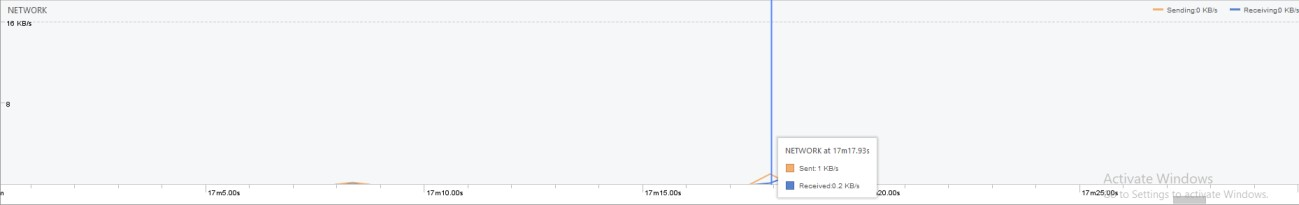 NETWORK
Sending:0 KB/s
Receiving:0 KB/s
16 KB/s
8
NETWORK at 17m17.93s
Sent: 1 KB/s
Received:0.2 KB/s
17m5.00s
17m10.00s
17m15.00s
20.00s
17m25.00s
Activate Windows
to Settings to activate Windows.